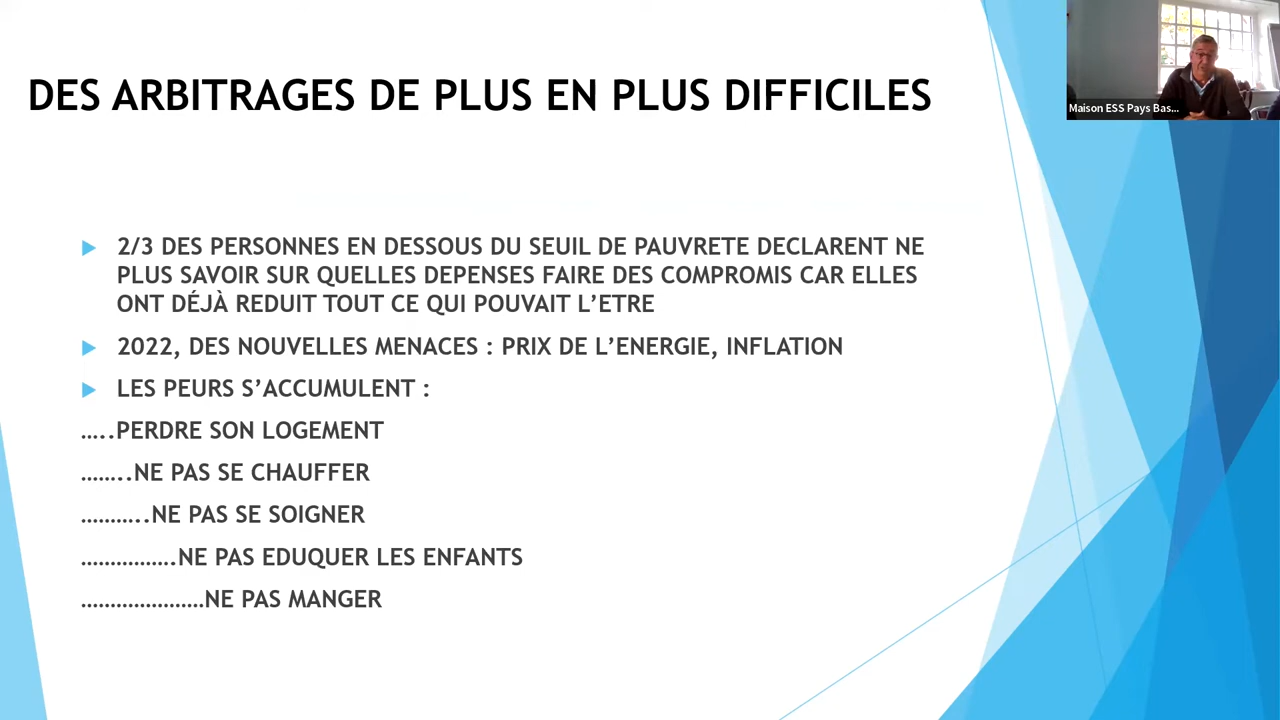 DES ARBITRAGES DE PLUS EN PLUS DIFFICILES
Maison ESS Pays Bas...
2/3 DES PERSONNES EN DESSOUS DU SEUIL DE PAUVRETE DECLARENT NE
PLUS SAVOIR SUR QUELLES DEPENSES FAIRE DES COMPROMIS CAR ELLES
ONT DÉJÀ REDUIT TOUT CE QUI POUVAIT L’ETRE
2022, DES NOUVELLES MENACES : PRIX DE L’ENERGIE, INFLATION
LES PEURS S’ACCUMULENT :
…..PERDRE SON LOGEMENT
……..NE PAS SE CHAUFFER
………..NE PAS SE SOIGNER
…………….NE PAS EDUQUER LES ENFANTS
…………………NE PAS MANGER